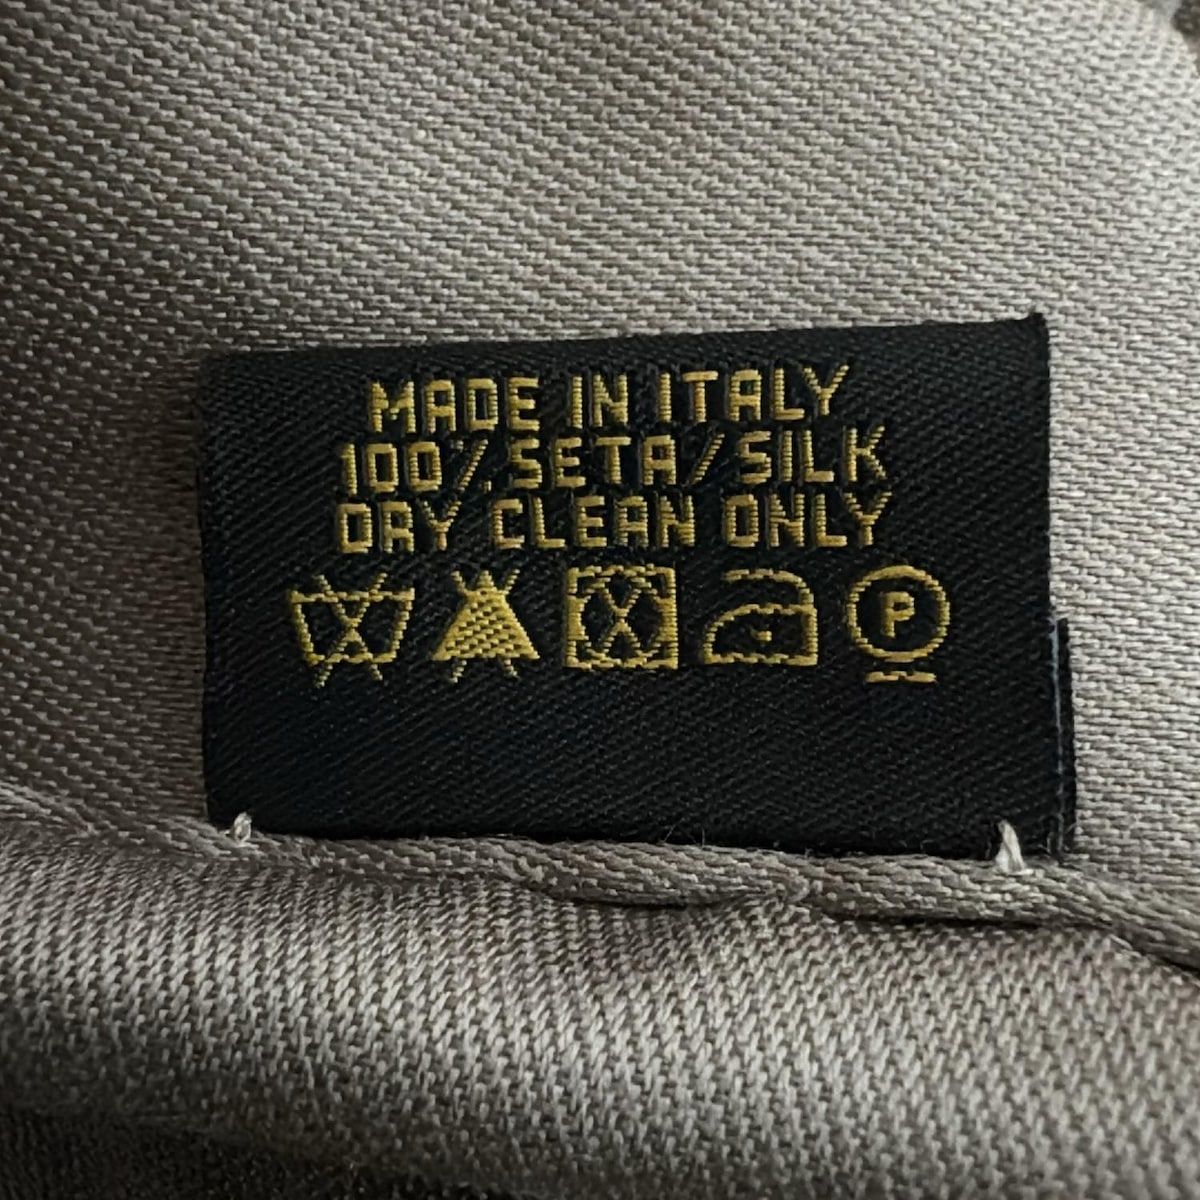 MADE IN ITALY
100% SETA/SILK
DRY CLEAN ONLY
P